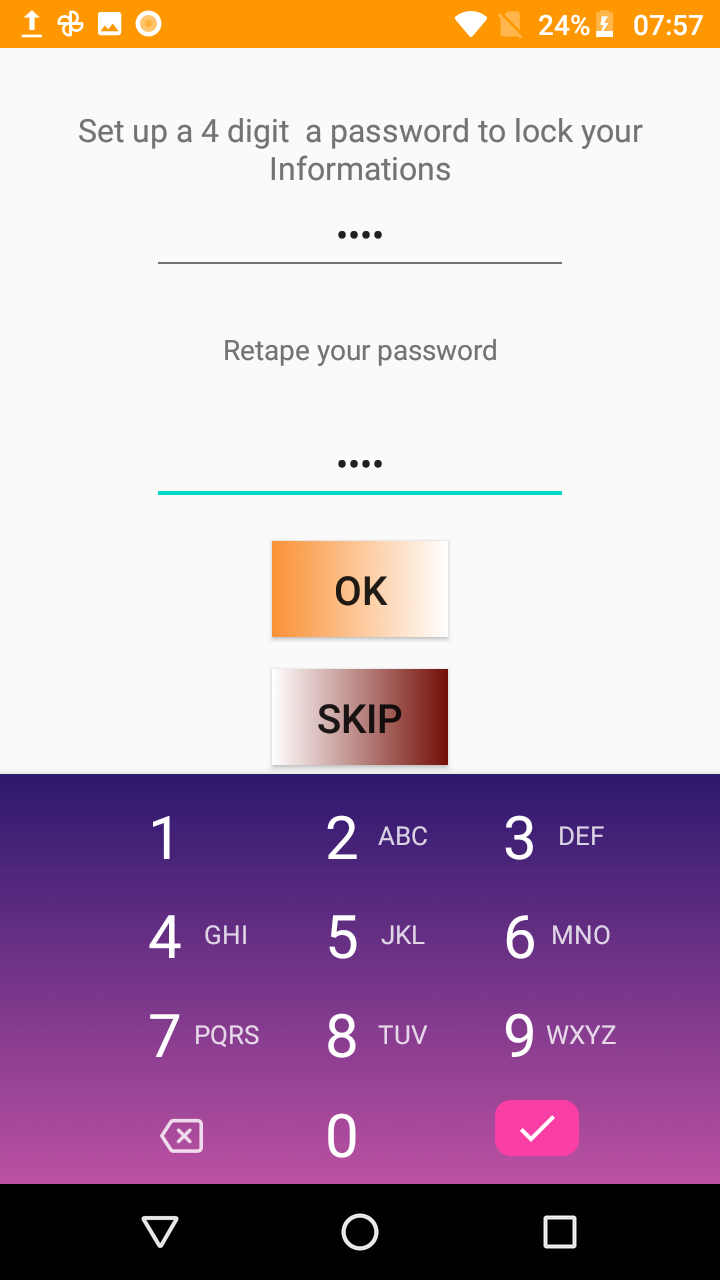 24% 07:57
Set up a 4 digit  a password to lock your
Informations
••••
Retape your password
••••
OK
SKIP
1 2 ABC 3 DEF
4 GHI 5 JKL 6 MNO
7 PQRS 8 TUV 9 WXYZ
0